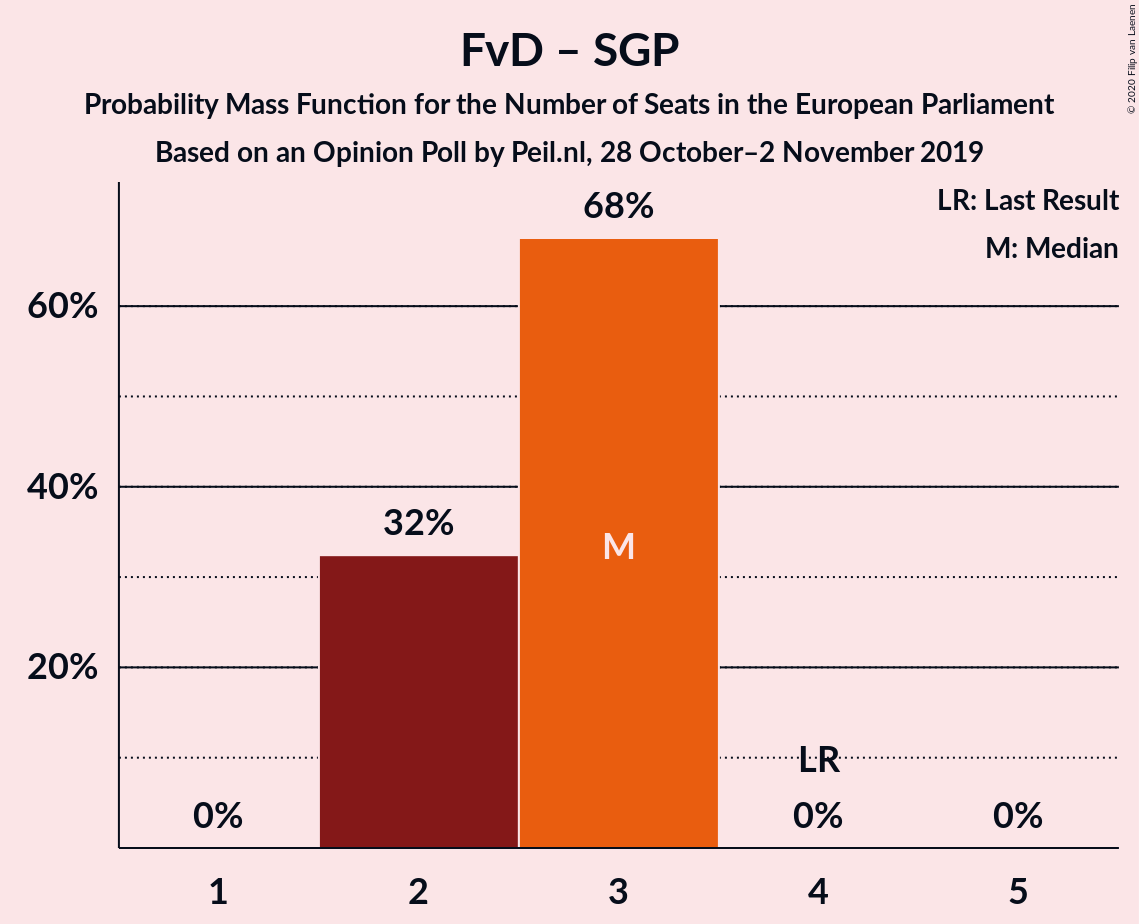 FvD – SGP
Probability Mass Function for the Number of Seats in the European Parliament
Based on an Opinion Poll by Peil.nl, 28 October–2 November 2019
© 2020 Filip van Laenen
LR: Last Result
M: Median
68%
60%
40%
32%
M
20%
LR
0%
0%
0%
1
2
3
4
5